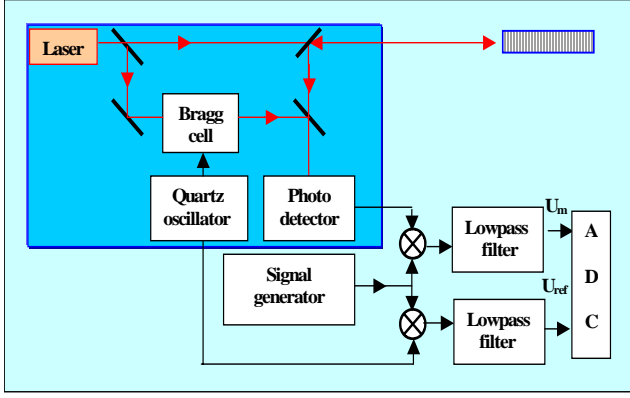 Laser
Bragg
cell
Quartz
oscillator
Photo
detector
Signal
generator
Lowpass
filter
Lowpass
filter
Um
Uref
A
D
C